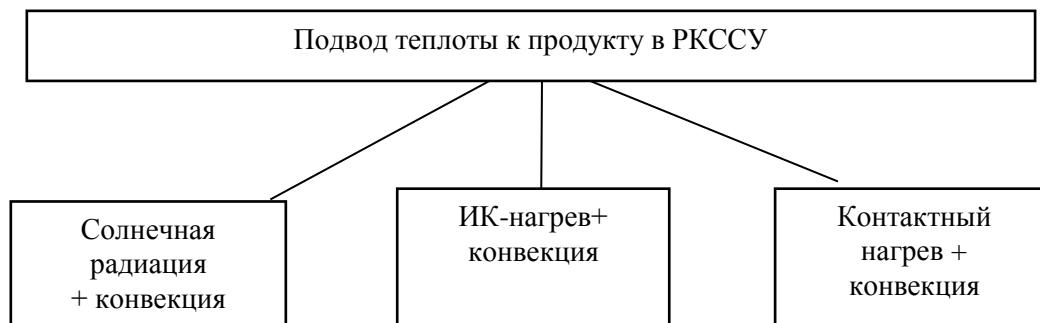 Подвод теплоты к продукту в РКССУ
Солнечная
радиация
+ конвекция
ИК-нагрев+
конвекция
Контактный
нагрев +
конвекция